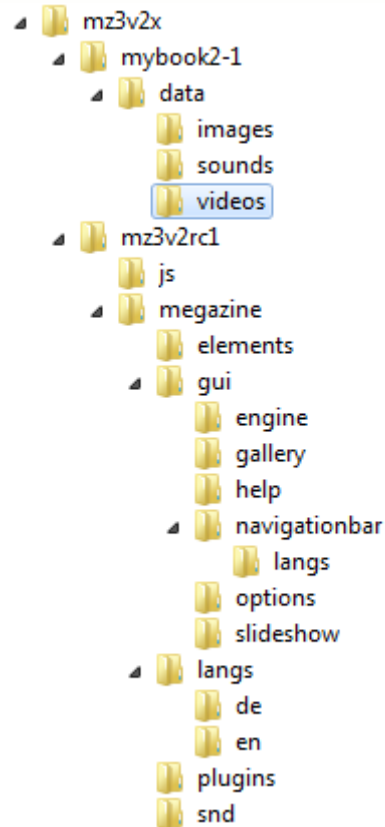 mz3v2x
mybook2-1
data
images
sounds
videos
mz3v2rc1
js
megazine
elements
gui
engine
gallery
help
navigationbar
langs
options
slideshow
langs
de
en
plugins
snd